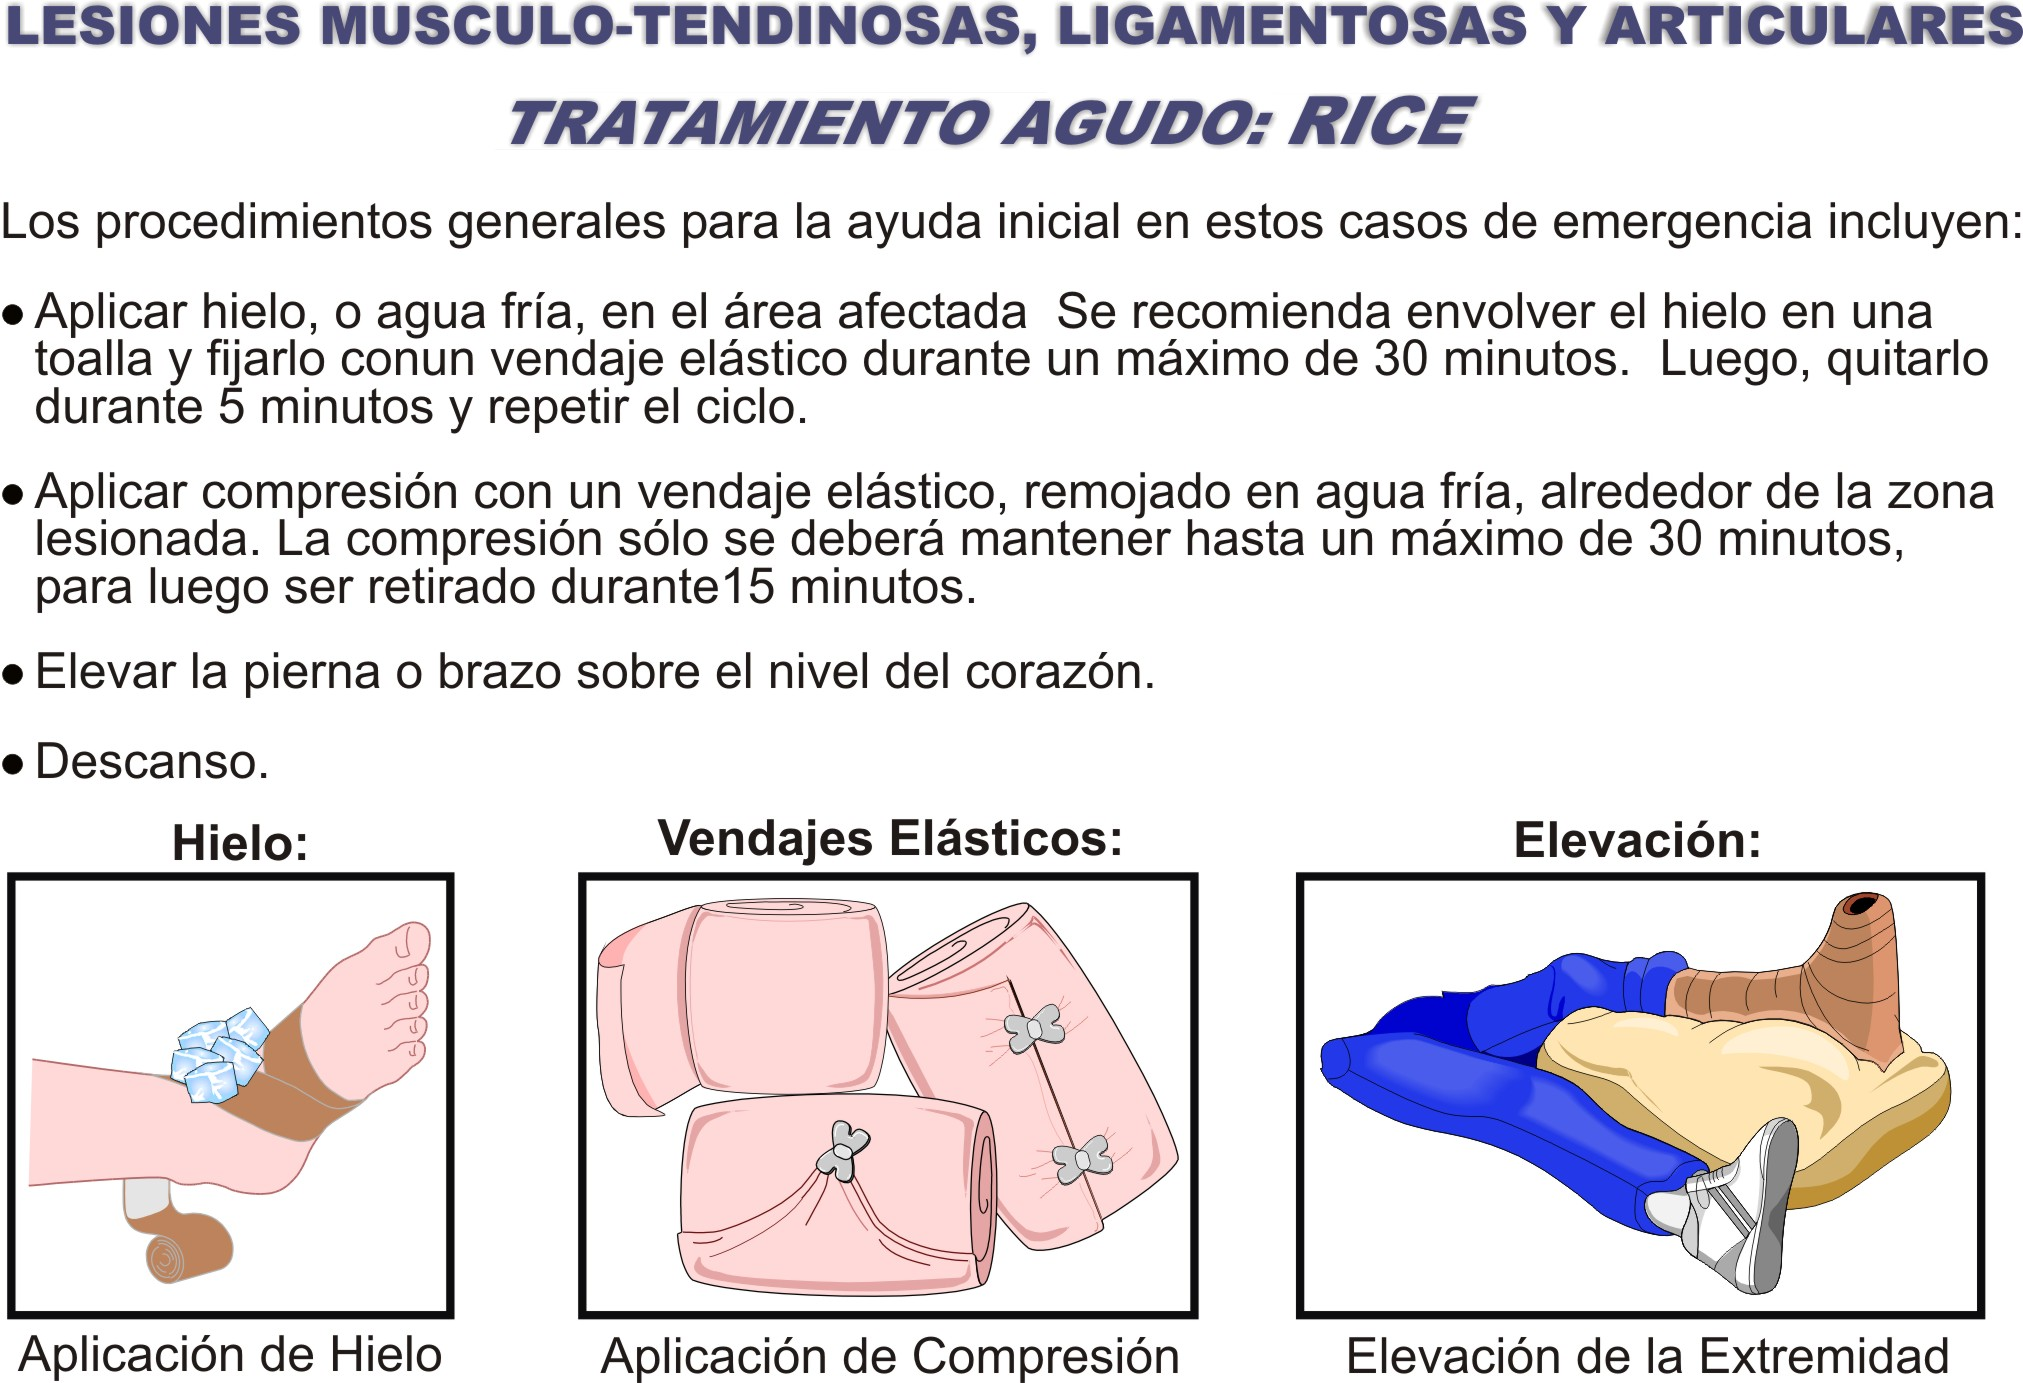 LESIONES MUSCULO-TENDINOSAS, LIGAMENTOSAS Y ARTICULARES
TRATAMIENTO AGUDO: RICE
Los procedimientos generales para la ayuda inicial en estos casos de emergencia incluyen:
● Aplicar hielo, o agua fría, en el área afectada  Se recomienda envolver el hielo en una
toalla y fijarlo conun vendaje elástico durante un máximo de 30 minutos.  Luego, quitarlo
durante 5 minutos y repetir el ciclo.
● Aplicar compresión con un vendaje elástico, remojado en agua fría, alrededor de la zona
lesionada. La compresión sólo se deberá mantener hasta un máximo de 30 minutos,
para luego ser retirado durante15 minutos.
● Elevar la pierna o brazo sobre el nivel del corazón.
● Descanso.
Hielo:
Vendajes Elásticos:
Elevación:
Aplicación de Hielo
Aplicación de Compresión
Elevación de la Extremidad